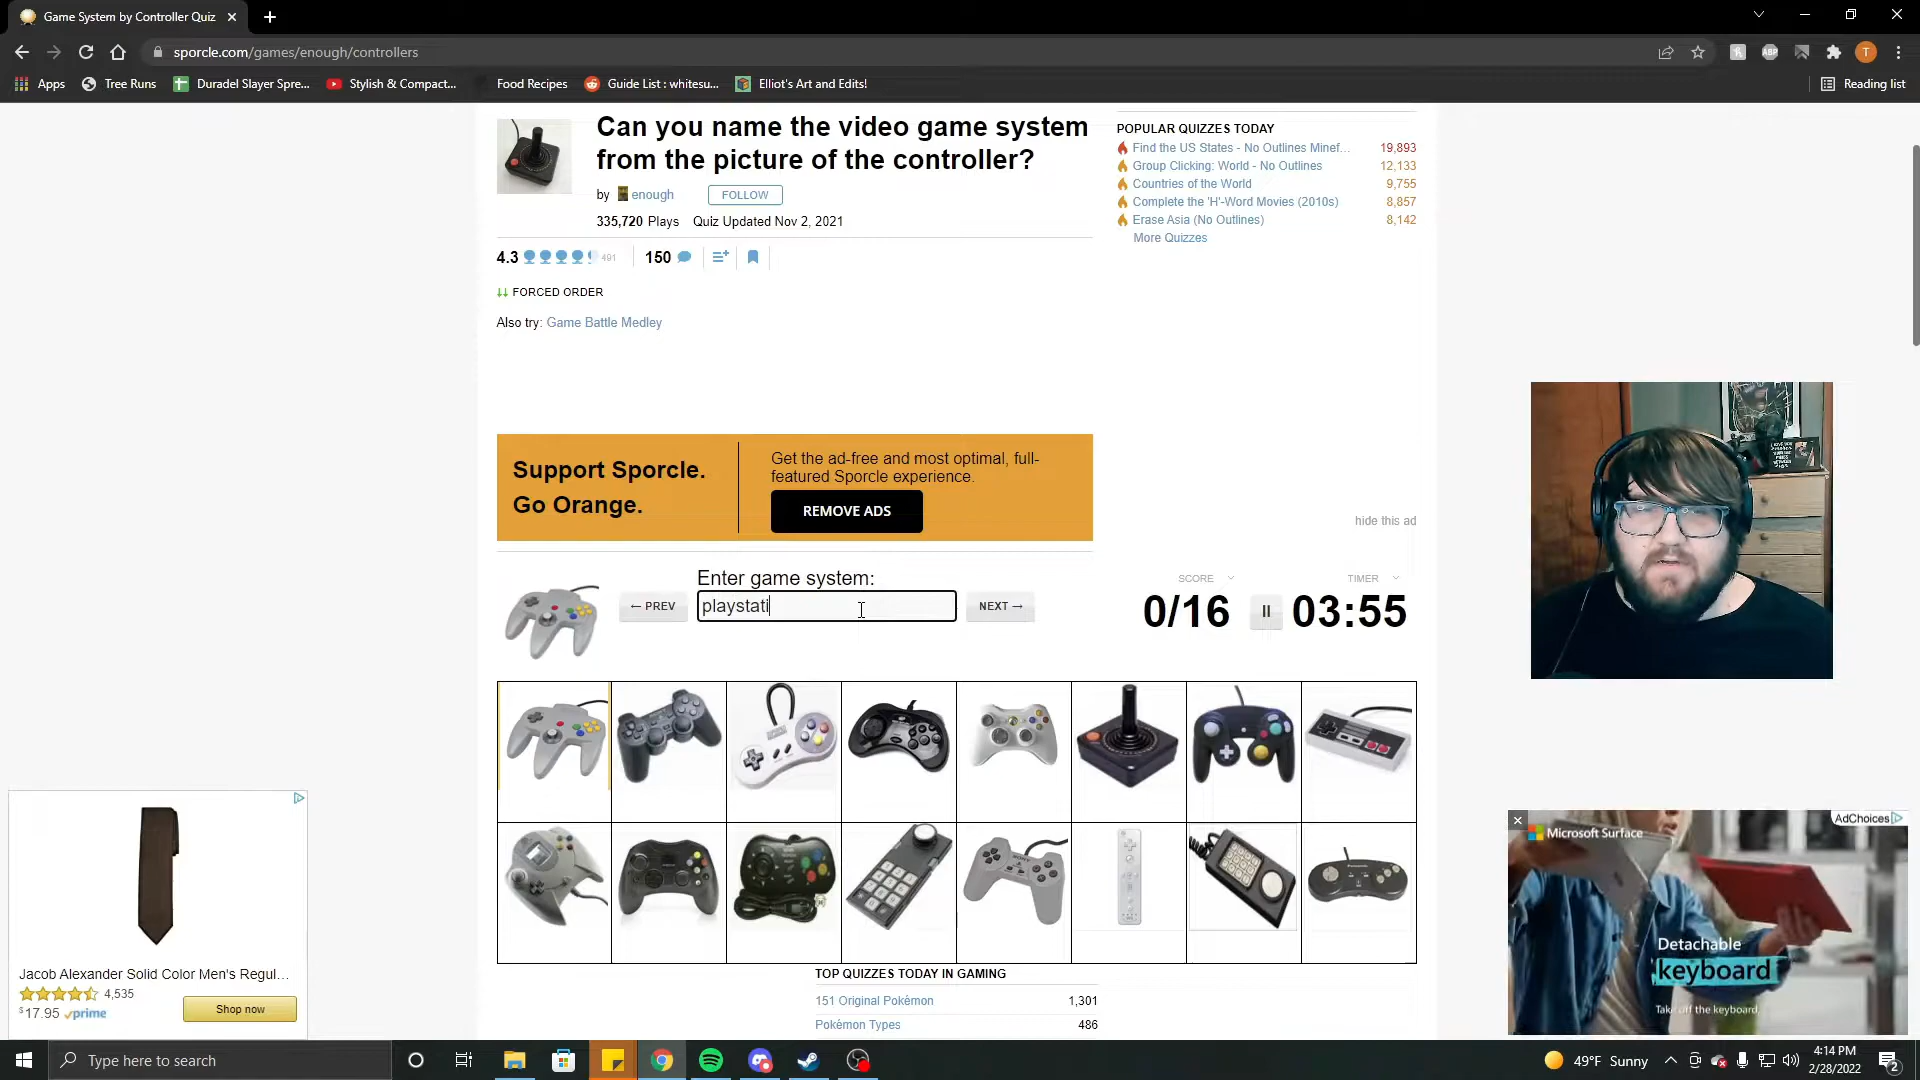 Game System by Controller Quiz
sporcle.com/games/enough/controllers
T
Apps
Tree Runs
Duradel Slayer Spre...
Stylish & Compact...
Food Recipes
Guide List : whitesu...
Elliot's Art and Edits!
Reading list
Can you name the video game system
from the picture of the controller?
by enough
FOLLOW
335,720 Plays Quiz Updated Nov 2, 2021
4.3 491 150
FORCED ORDER
Also try: Game Battle Medley
POPULAR QUIZZES TODAY
Find the US States - No Outlines Minef... 19,893
Group Clicking: World - No Outlines 12,133
Countries of the World 9,755
Complete the 'H'-Word Movies (2010s) 8,857
Erase Asia (No Outlines) 8,142
More Quizzes
Support Sporcle.
Go Orange.
Get the ad-free and most optimal, full-
featured Sporcle experience.
REMOVE ADS
hide this ad
Enter game system:
← PREV
playstati
NEXT →
SCORE
0/16
TIMER
03:55
SONY
Panasonic
TOP QUIZZES TODAY IN GAMING
151 Original Pokémon 1,301
Pokémon Types 486
Jacob Alexander Solid Color Men's Regul...
4,535
$17.95 prime
Shop now
AdChoices
Microsoft Surface
Detachable
keyboard
Take off the keyboard.
Type here to search
49°F Sunny
4:14 PM
2/28/2022
2